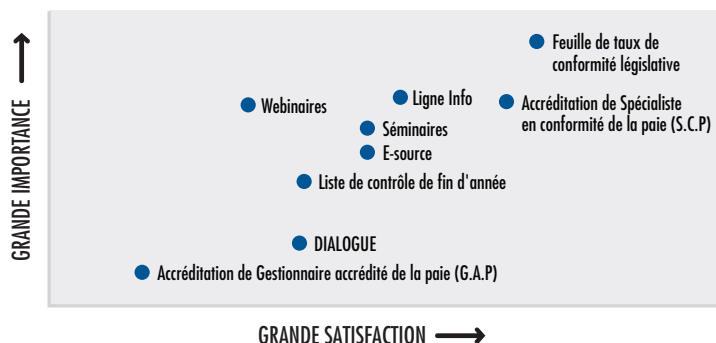 Feuille de taux de
conformité législative
Ligne Info
Accréditation de Spécialiste
en conformité de la paie (S.C.P)
Webinaires
Séminaires
E-source
Liste de contrôle de fin d'année
DIALOGUE
Accréditation de Gestionnaire accrédité de la paie (G.A.P)
GRANDE IMPORTANCE
GRANDE SATISFACTION